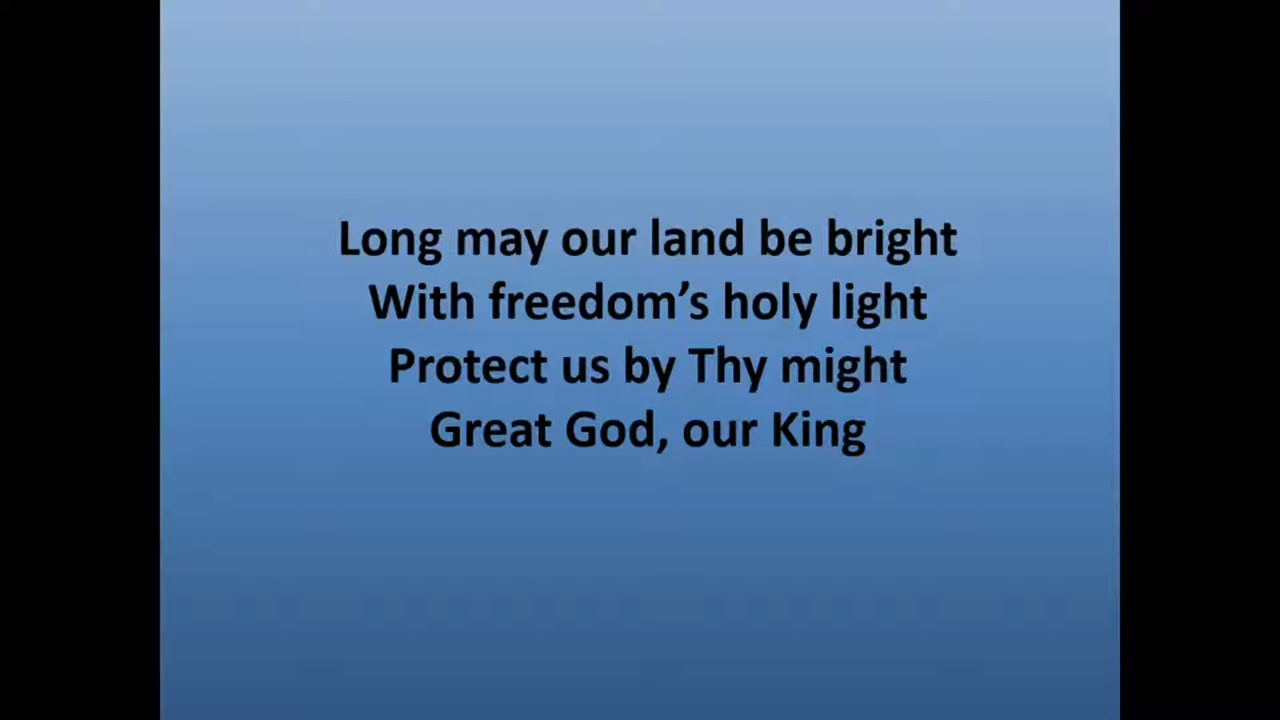 Long may our land be bright
With freedom’s holy light
Protect us by Thy might
Great God, our King